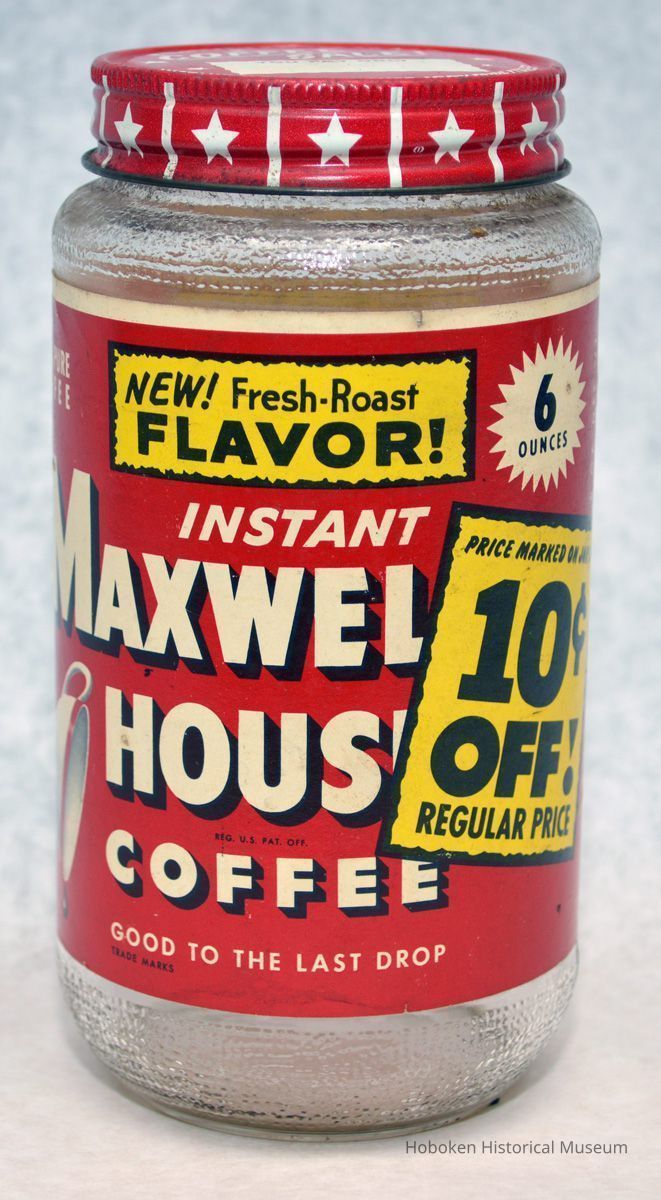 PURE
NEW! Fresh-Roast
FLAVOR!
6
OUNCES
INSTANT
MAXWEL
HOUS
REG. U.S. PAT. OFF.
COFFEE
PRICE MARKED ON
10¢
OFF!
REGULAR PRICE
GOOD TO THE LAST DROP
TRADE MARKS
Hoboken Historical Museum